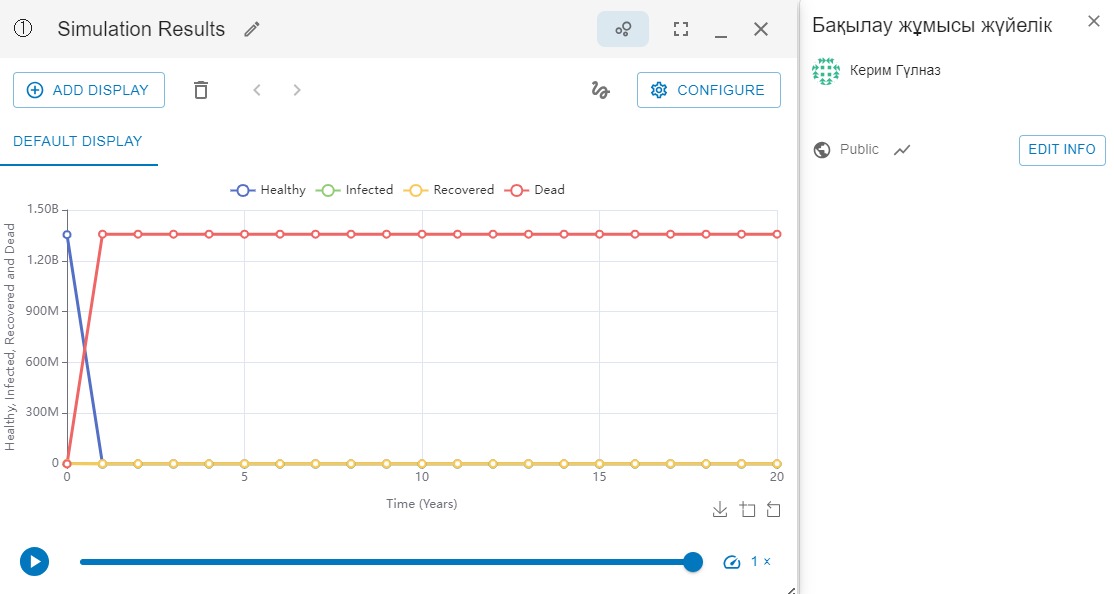 ① Simulation Results
ADD DISPLAY
CONFIGURE
DEFAULT DISPLAY
Healthy Infected Recovered Dead
Healthy, Infected, Recovered and Dead
1.50B
1.20B
900M
600M
300M
0
0 5 10 15 20
Time (Years)
1 ×
Бақылау жұмысы жүйелік
Керим Гүлназ
Public
EDIT INFO